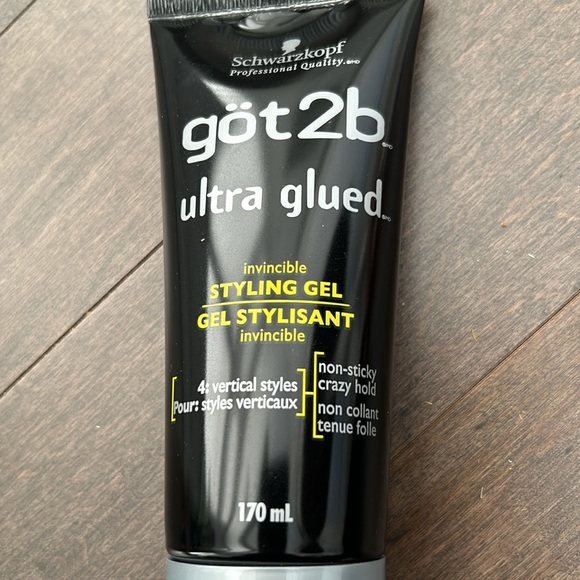 Schwarzkopf
Professional Quality.
göt2b
ultra glued
invincible
STYLING GEL
GEL STYLISANT
invincible
4: vertical styles
Pour: styles verticaux
non-sticky
crazy hold
non collant
tenue folle
170 mL